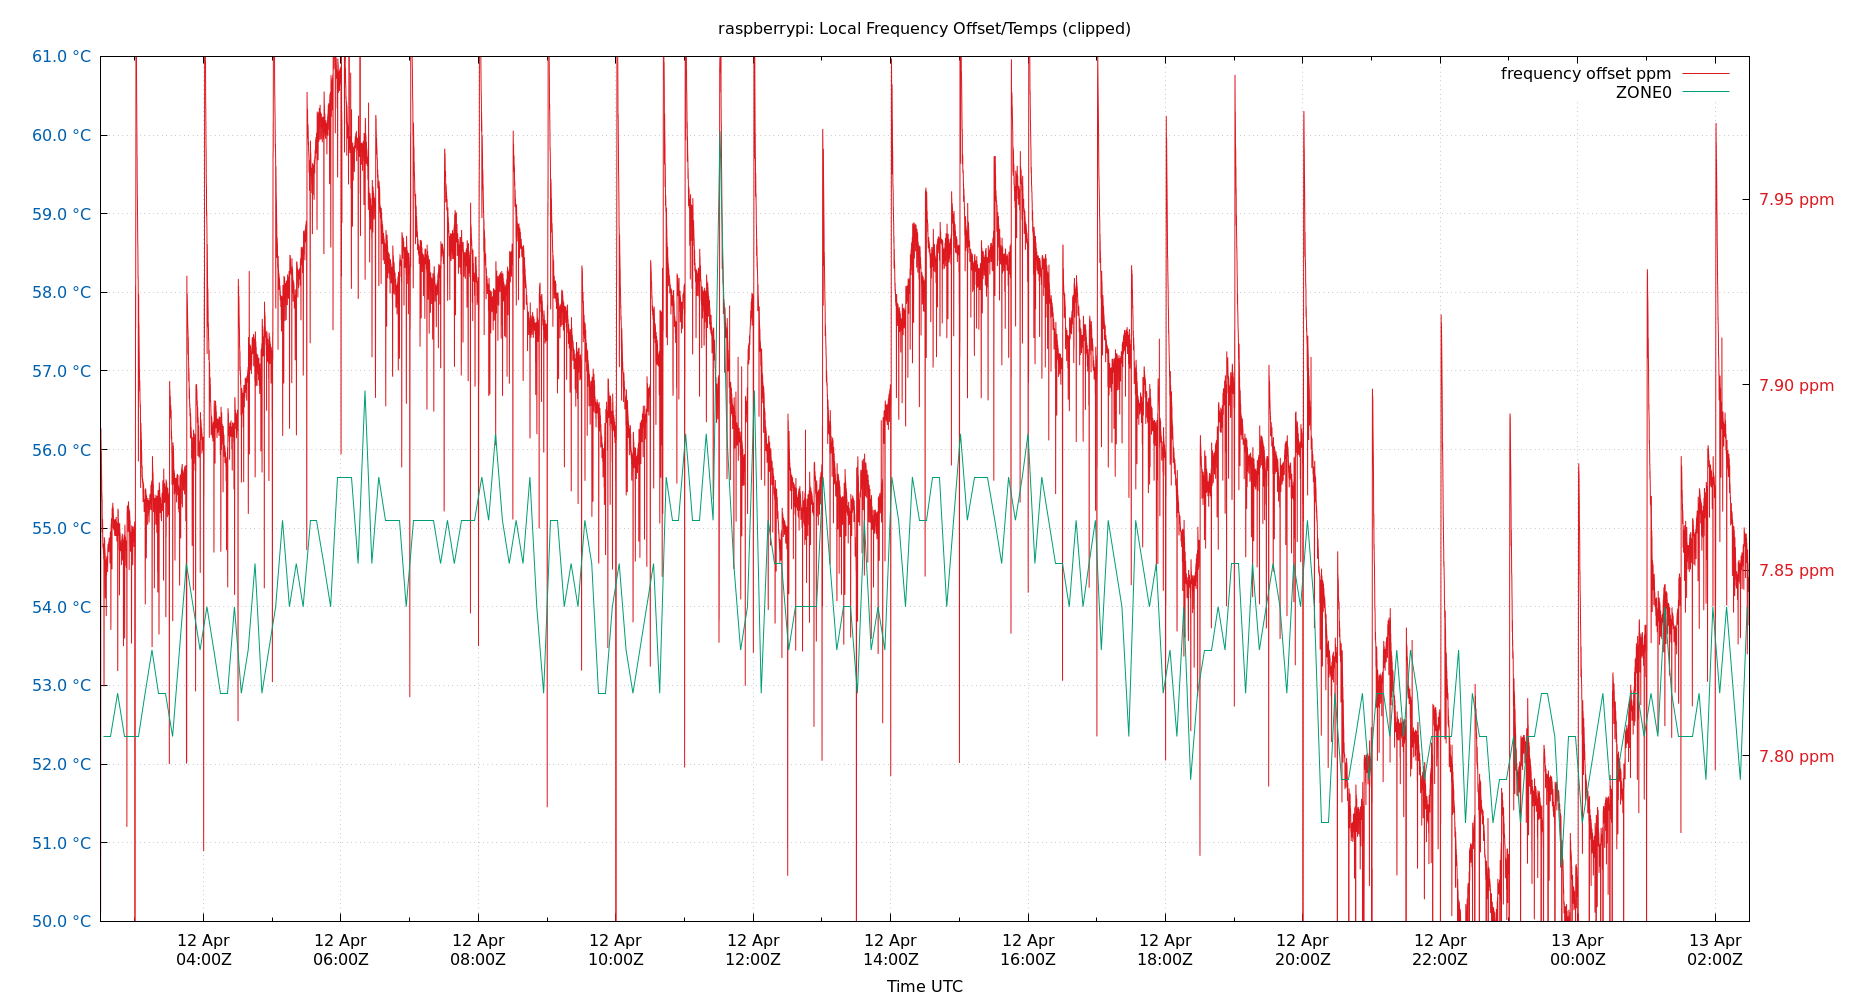 raspberrypi: Local Frequency Offset/Temps (clipped)
frequency offset ppm
ZONE0
61.0 °C
60.0 °C
59.0 °C
58.0 °C
57.0 °C
56.0 °C
55.0 °C
54.0 °C
53.0 °C
52.0 °C
51.0 °C
50.0 °C
7.95 ppm
7.90 ppm
7.85 ppm
7.80 ppm
12 Apr 12 Apr 12 Apr 12 Apr 12 Apr 12 Apr 12 Apr 12 Apr 12 Apr 12 Apr 13 Apr 13 Apr
04:00Z 06:00Z 08:00Z 10:00Z 12:00Z 14:00Z 16:00Z 18:00Z 20:00Z 22:00Z 00:00Z 02:00Z
Time UTC